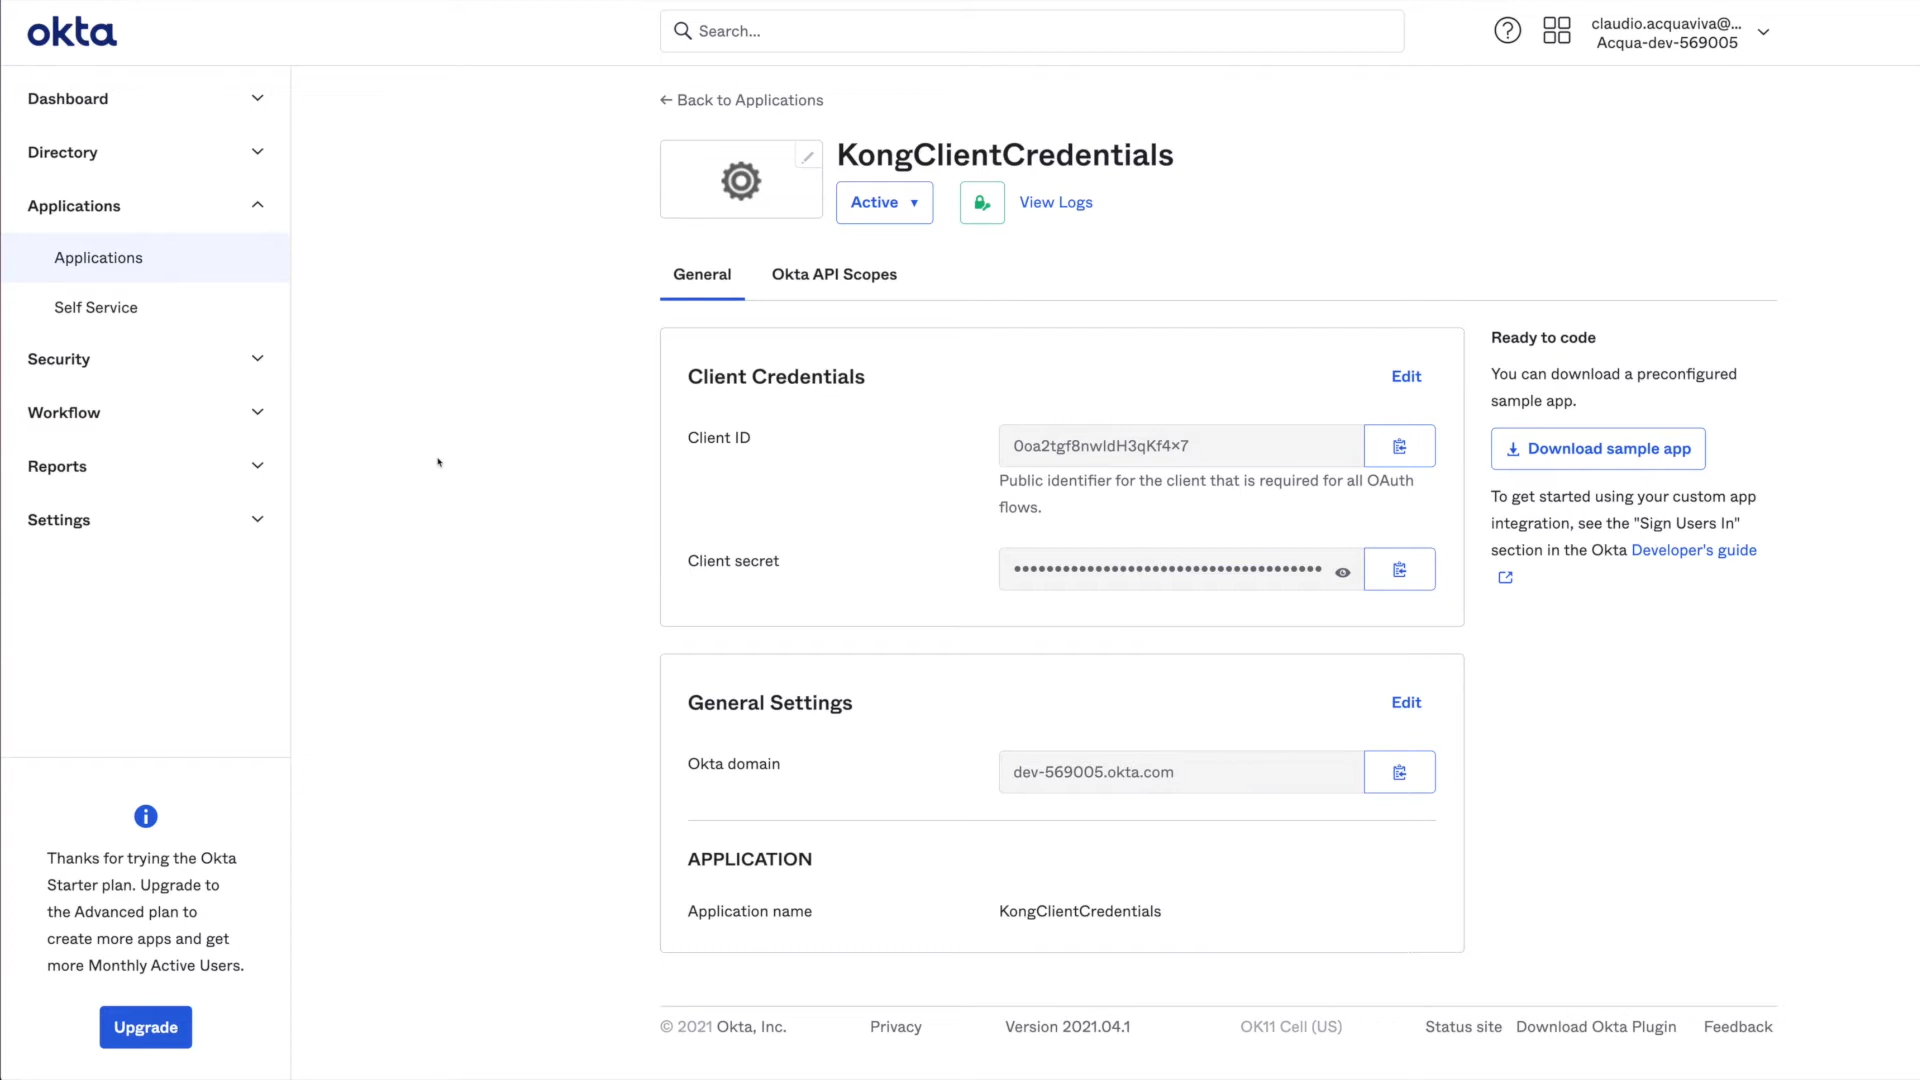 okta
Search...
claudio.acquaviva@...
Acqua-dev-569005
Dashboard
Directory
Applications
Applications
Self Service
Security
Workflow
Reports
Settings
Thanks for trying the Okta
Starter plan. Upgrade to
the Advanced plan to
create more apps and get
more Monthly Active Users.
Upgrade
← Back to Applications
KongClientCredentials
Active ▼
View Logs
General
Okta API Scopes
Client Credentials
Edit
Client ID
0oa2tgf8nwIdH3qKf4x7
Public identifier for the client that is required for all OAuth
flows.
Client secret
••••••••••••••••••••••••••••••••••••••••
General Settings
Edit
Okta domain
dev-569005.okta.com
APPLICATION
Application name
KongClientCredentials
Ready to code
You can download a preconfigured
sample app.
Download sample app
To get started using your custom app
integration, see the "Sign Users In"
section in the Okta Developer's guide
© 2021 Okta, Inc.
Privacy
Version 2021.04.1
OK11 Cell (US)
Status site
Download Okta Plugin
Feedback